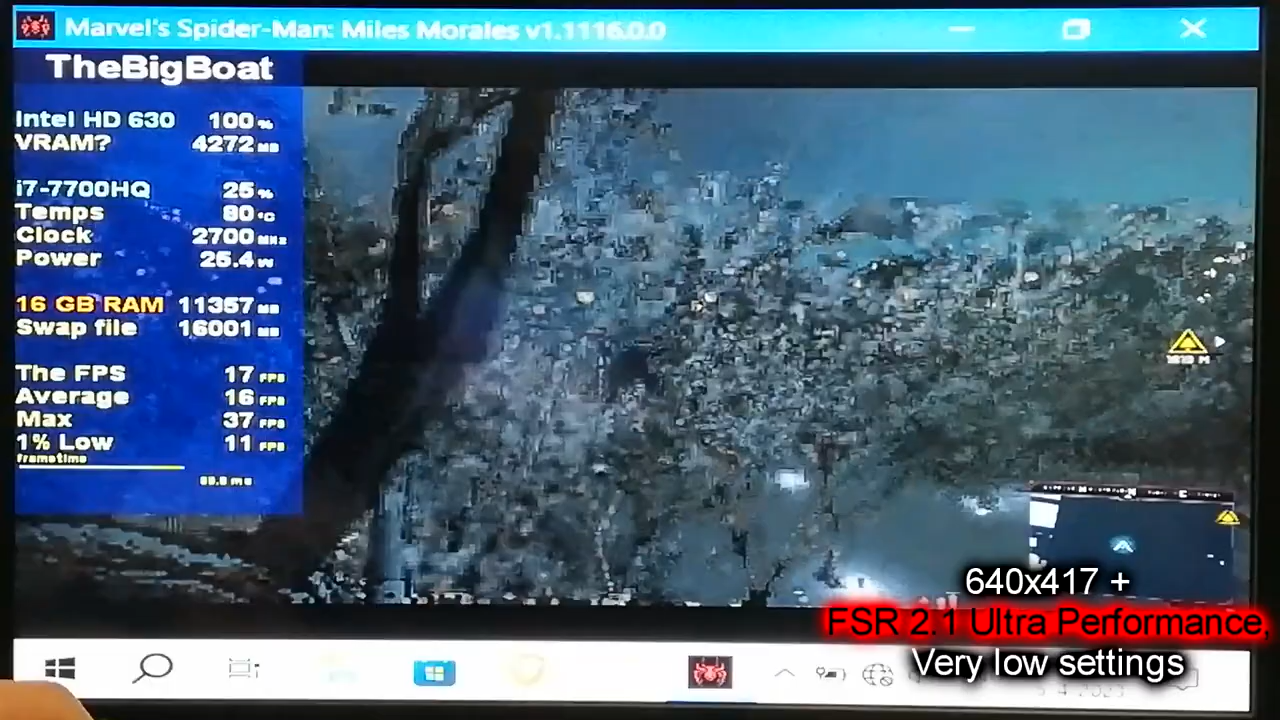 Marvel's Spider-Man: Miles Morales v1.1116.0.0
TheBigBoat
Intel HD 630 100 %
VRAM? 4272 MB
i7-7700HQ 25 %
Temps 80 °C
Clock 2700 MHz
Power 25.4 W
16 GB RAM 11357 MB
Swap file 16001 MB
The FPS 17 FPS
Average 16 FPS
Max 37 FPS
1% Low 11 FPS
frametime
640x417 +
FSR 2.1 Ultra Performance,
Very low settings